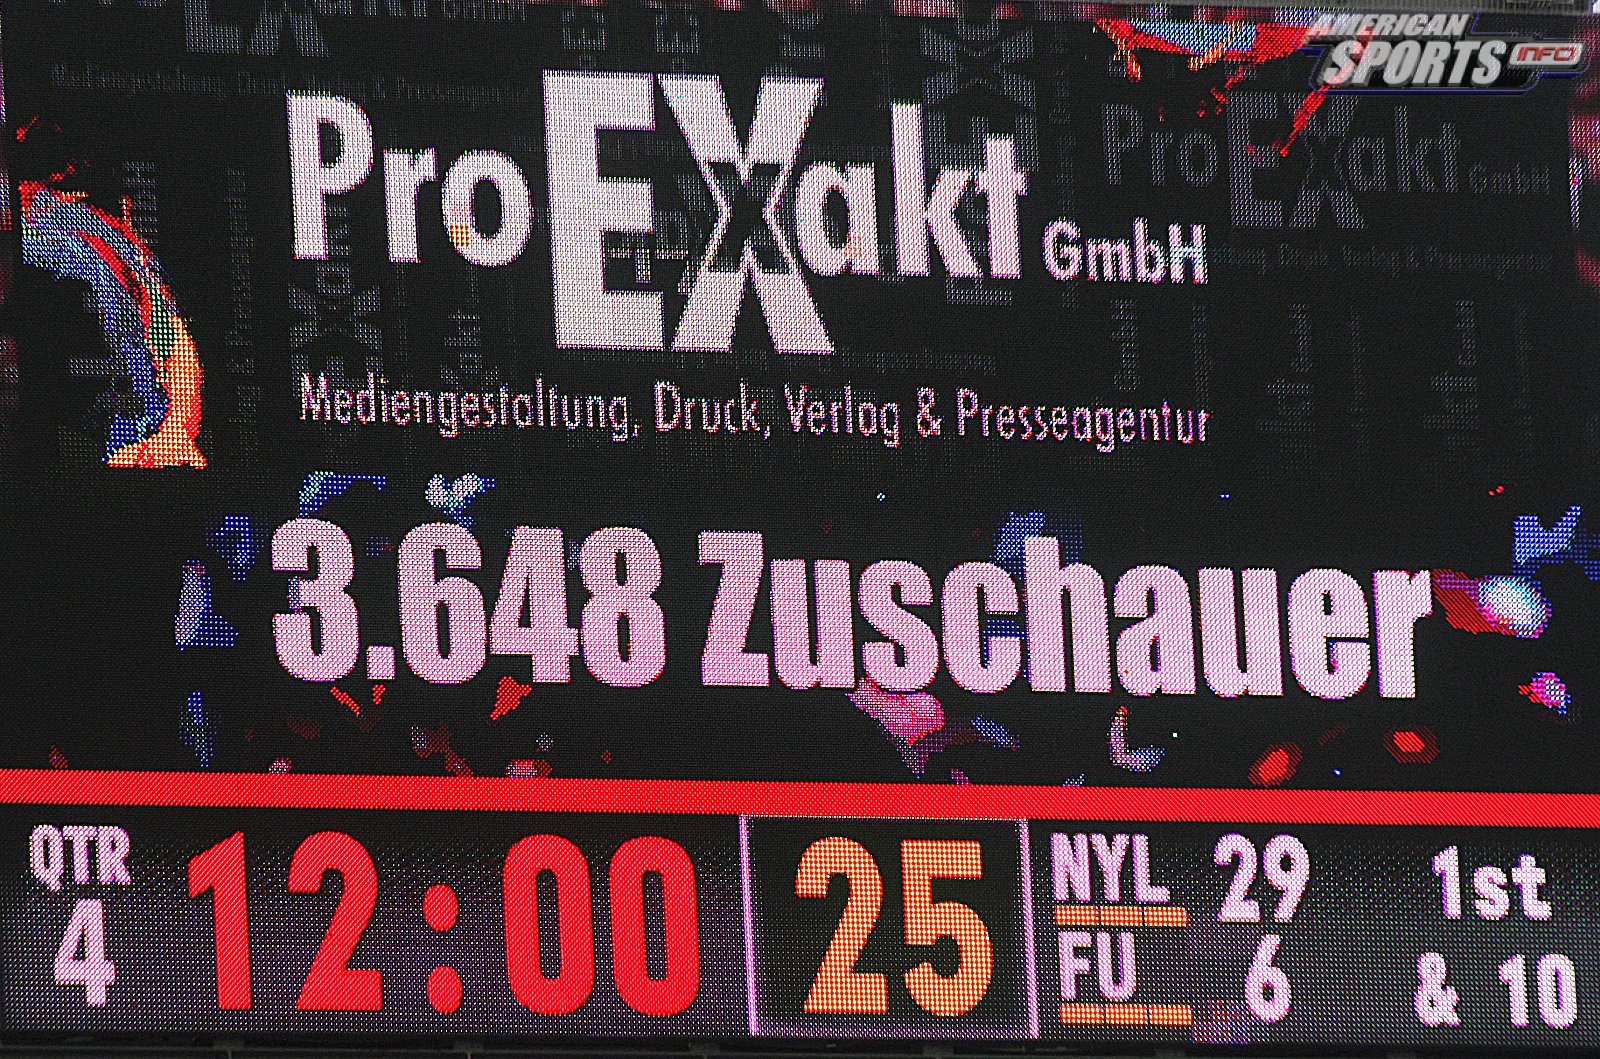 AMERICAN
SPORTS INFO
ProEXakt GmbH
Mediengestaltung, Druck, Verlag & Presseagentur
3.648 Zuschauer
QTR 4 12:00 25
NYL 29 1st
FU 6 & 10